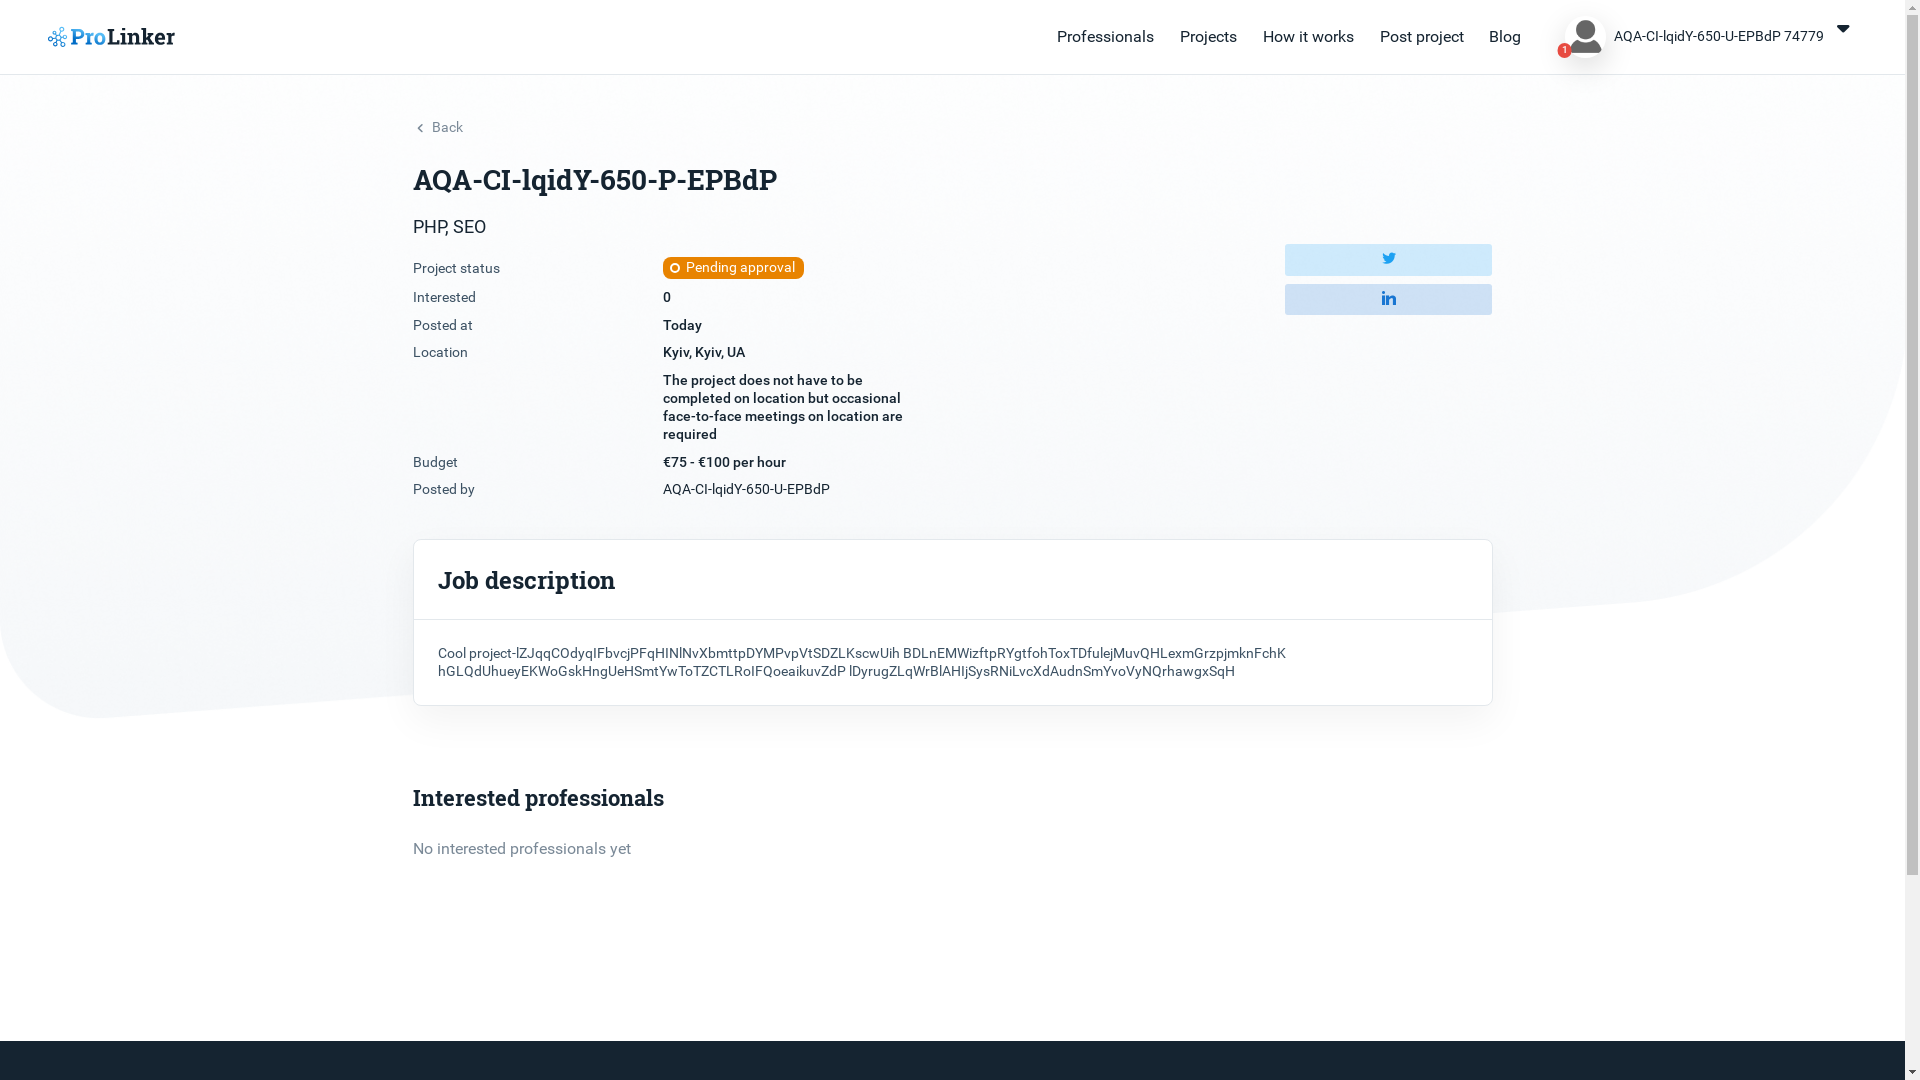 ProLinker
Professionals
Projects
How it works
Post project
Blog
1
AQA-CI-lqidY-650-U-EPBdP 74779
Back
AQA-CI-lqidY-650-P-EPBdP
PHP, SEO
Project status
Pending approval
Interested
0
Posted at
Today
Location
Kyiv, Kyiv, UA
The project does not have to be
completed on location but occasional
face-to-face meetings on location are
required
Budget
€75 - €100 per hour
Posted by
AQA-CI-lqidY-650-U-EPBdP
in
Job description
Cool project-lZJqqCOdyqIFbvcjPFqHINlNvXbmttpDYMPvpVtSDZLKscwUih BDLnEMWizftpRYgtfohToxTDfulejMuvQHLexmGrzpjmknFchK
hGLQdUhueyEKWoGskHngUeHSmtYwToTZCTLRoIFQoeaikuvZdP lDyrugZLqWrBlAHIjSysRNiLvcXdAudnSmYvoVyNQrhawgxSqH
Interested professionals
No interested professionals yet